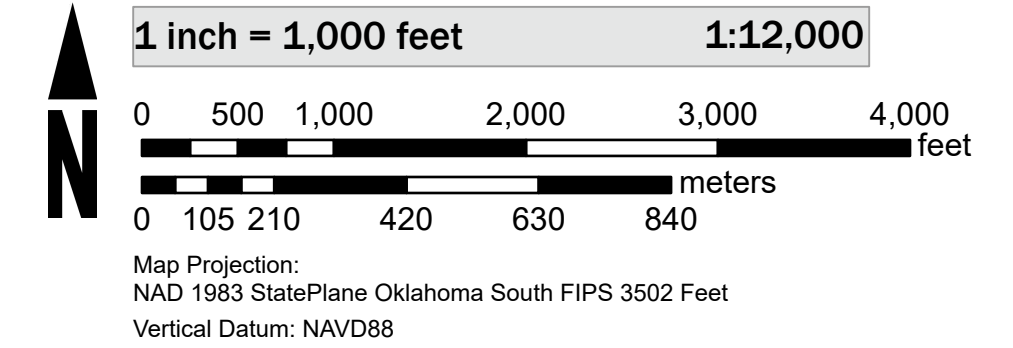 N
1 inch = 1,000 feet 1:12,000
0 500 1,000 2,000 3,000 4,000
feet
meters
0 105 210 420 630 840
Map Projection:
NAD 1983 StatePlane Oklahoma South FIPS 3502 Feet
Vertical Datum: NAVD88